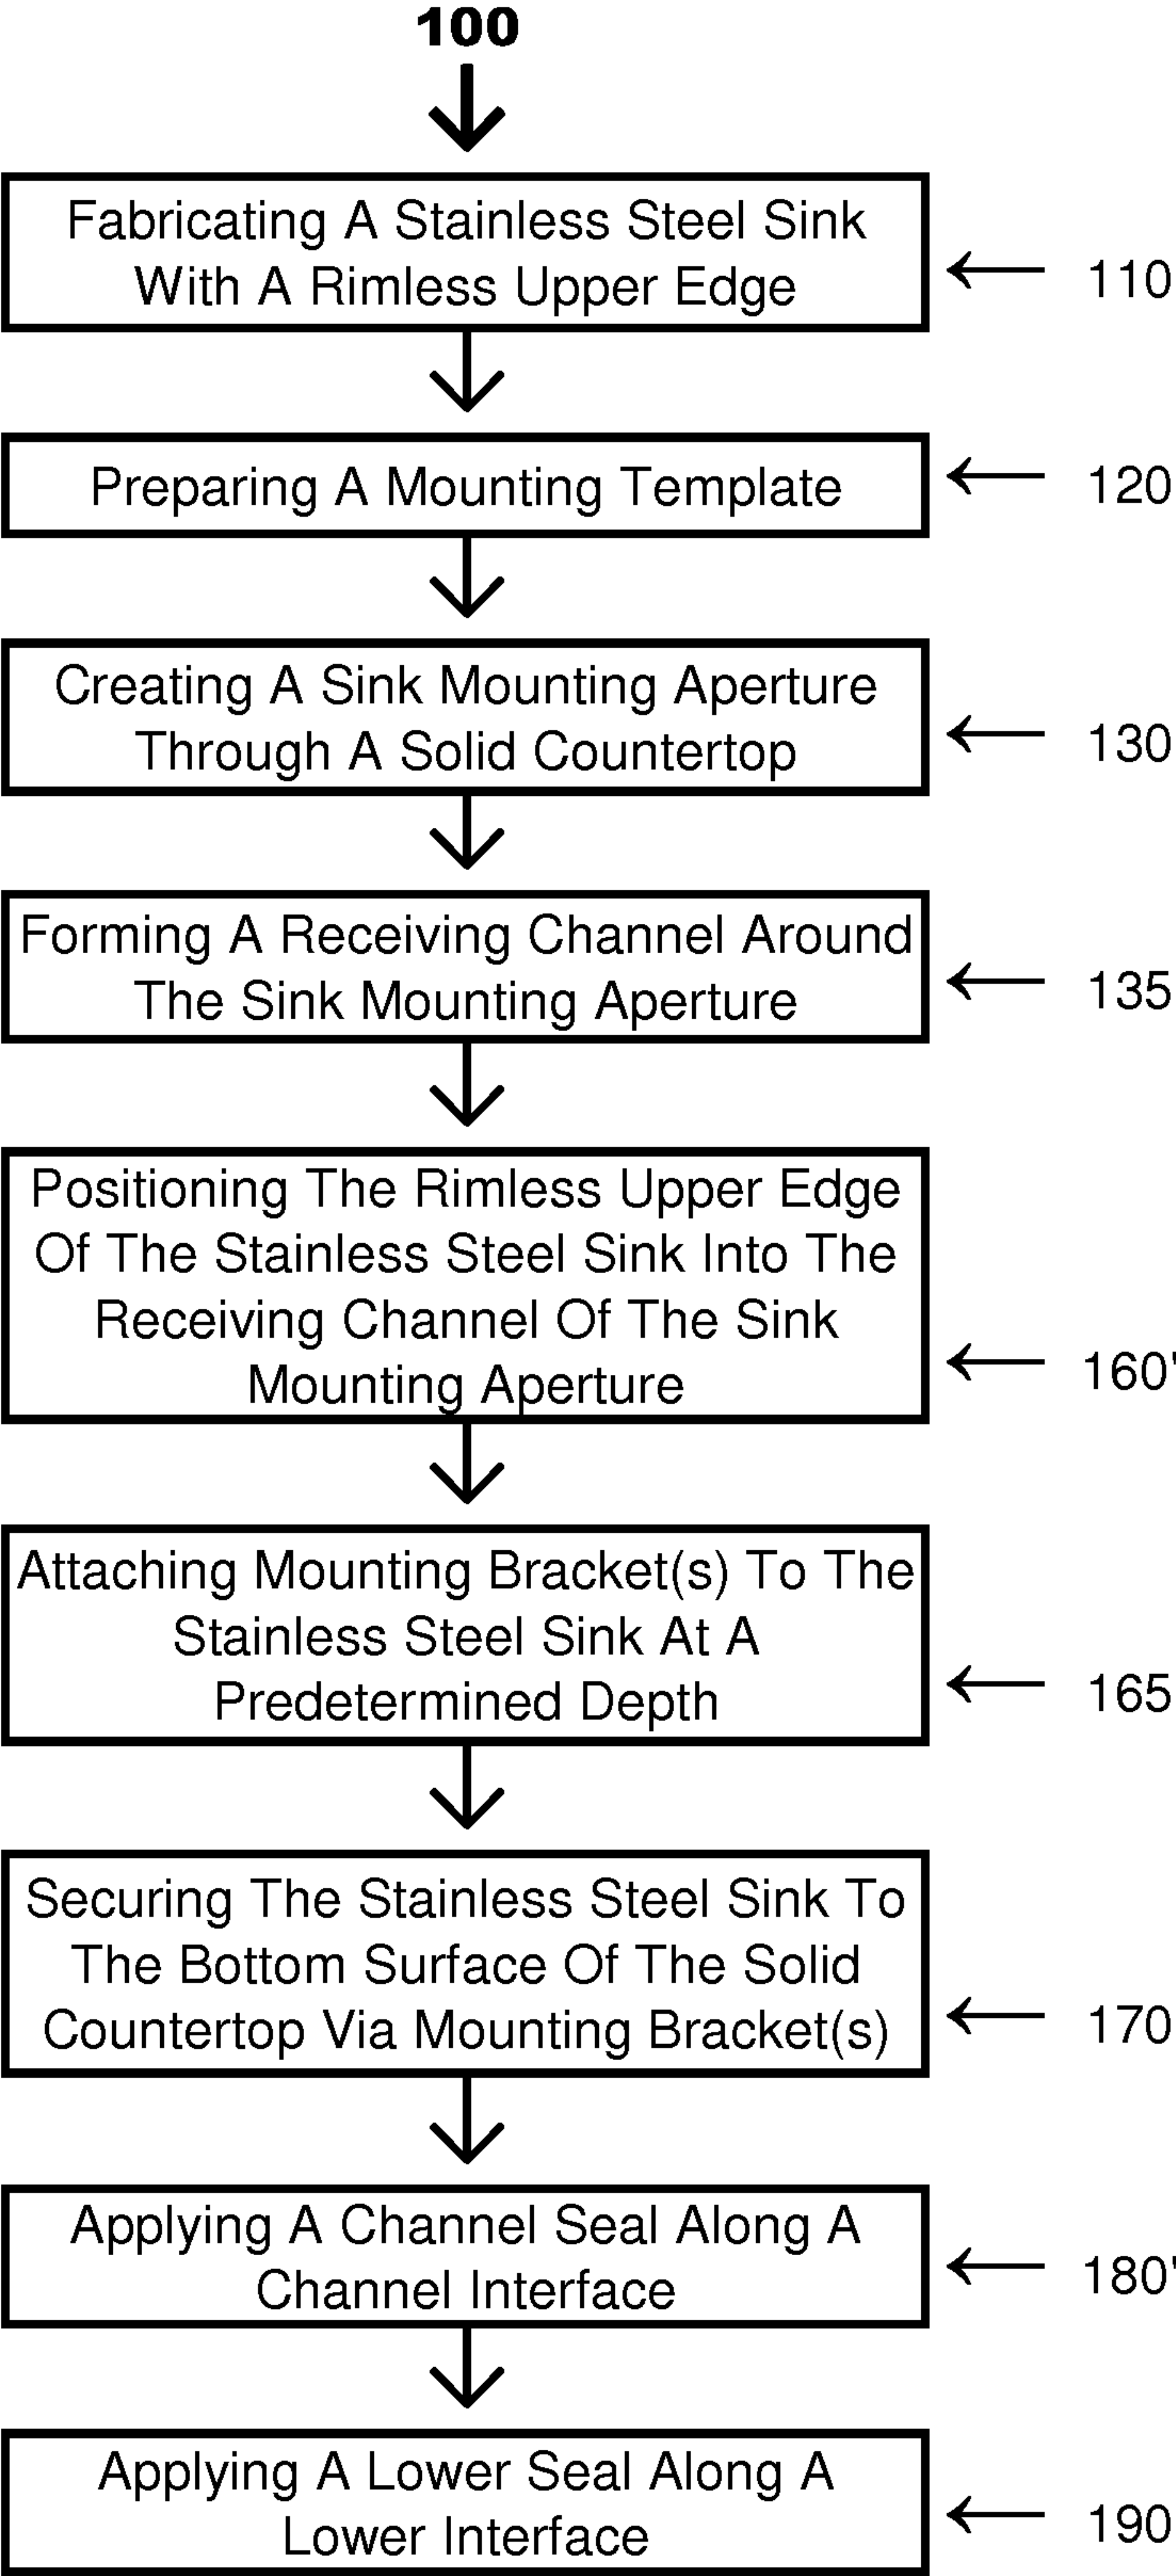 100
Fabricating A Stainless Steel Sink
With A Rimless Upper Edge
110
Preparing A Mounting Template
120
Creating A Sink Mounting Aperture
Through A Solid Countertop
130
Forming A Receiving Channel Around
The Sink Mounting Aperture
135
Positioning The Rimless Upper Edge
Of The Stainless Steel Sink Into The
Receiving Channel Of The Sink
Mounting Aperture
160'
Attaching Mounting Bracket(s) To The
Stainless Steel Sink At A
Predetermined Depth
165
Securing The Stainless Steel Sink To
The Bottom Surface Of The Solid
Countertop Via Mounting Bracket(s)
170
Applying A Channel Seal Along A
Channel Interface
180'
Applying A Lower Seal Along A
Lower Interface
190